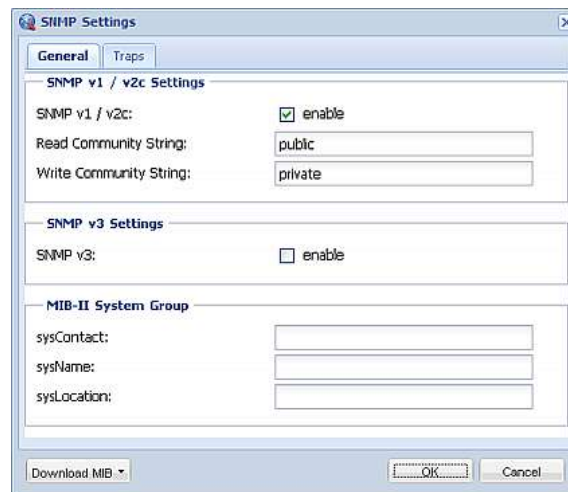 SNMP Settings
General Traps
SNMP v1 / v2c Settings
SNMP v1 / v2c: enable
Read Community String: public
Write Community String: private
SNMP v3 Settings
SNMP v3: enable
MIB-II System Group
sysContact:
sysName:
sysLocation:
Download MIB OK Cancel